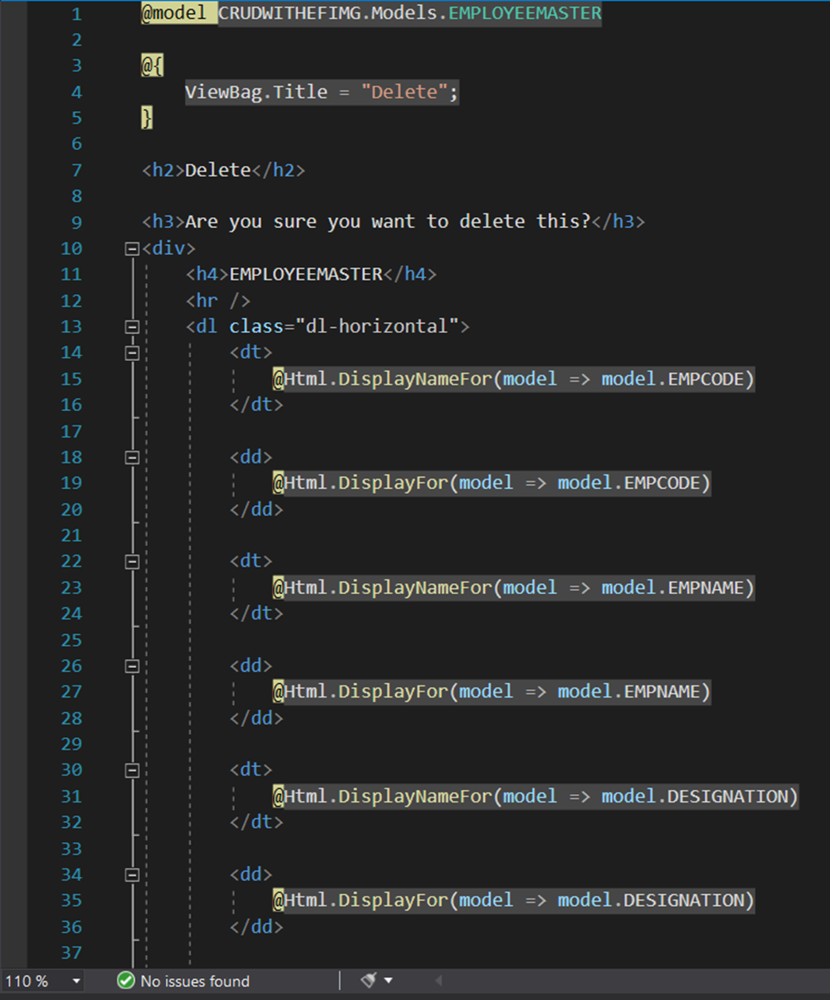 1 @model CRUDWITHEFIMG.Models.EMPLOYEEMASTER
2
3 @{
4     ViewBag.Title = "Delete";
5 }
6
7 <h2>Delete</h2>
8
9 <h3>Are you sure you want to delete this?</h3>
10 <div>
11     <h4>EMPLOYEEMASTER</h4>
12     <hr />
13     <dl class="dl-horizontal">
14         <dt>
15             @Html.DisplayNameFor(model => model.EMPCODE)
16         </dt>
17
18         <dd>
19             @Html.DisplayFor(model => model.EMPCODE)
20         </dd>
21
22         <dt>
23             @Html.DisplayNameFor(model => model.EMPNAME)
24         </dt>
25
26         <dd>
27             @Html.DisplayFor(model => model.EMPNAME)
28         </dd>
29
30         <dt>
31             @Html.DisplayNameFor(model => model.DESIGNATION)
32         </dt>
33
34         <dd>
35             @Html.DisplayFor(model => model.DESIGNATION)
36         </dd>
37
110 % No issues found